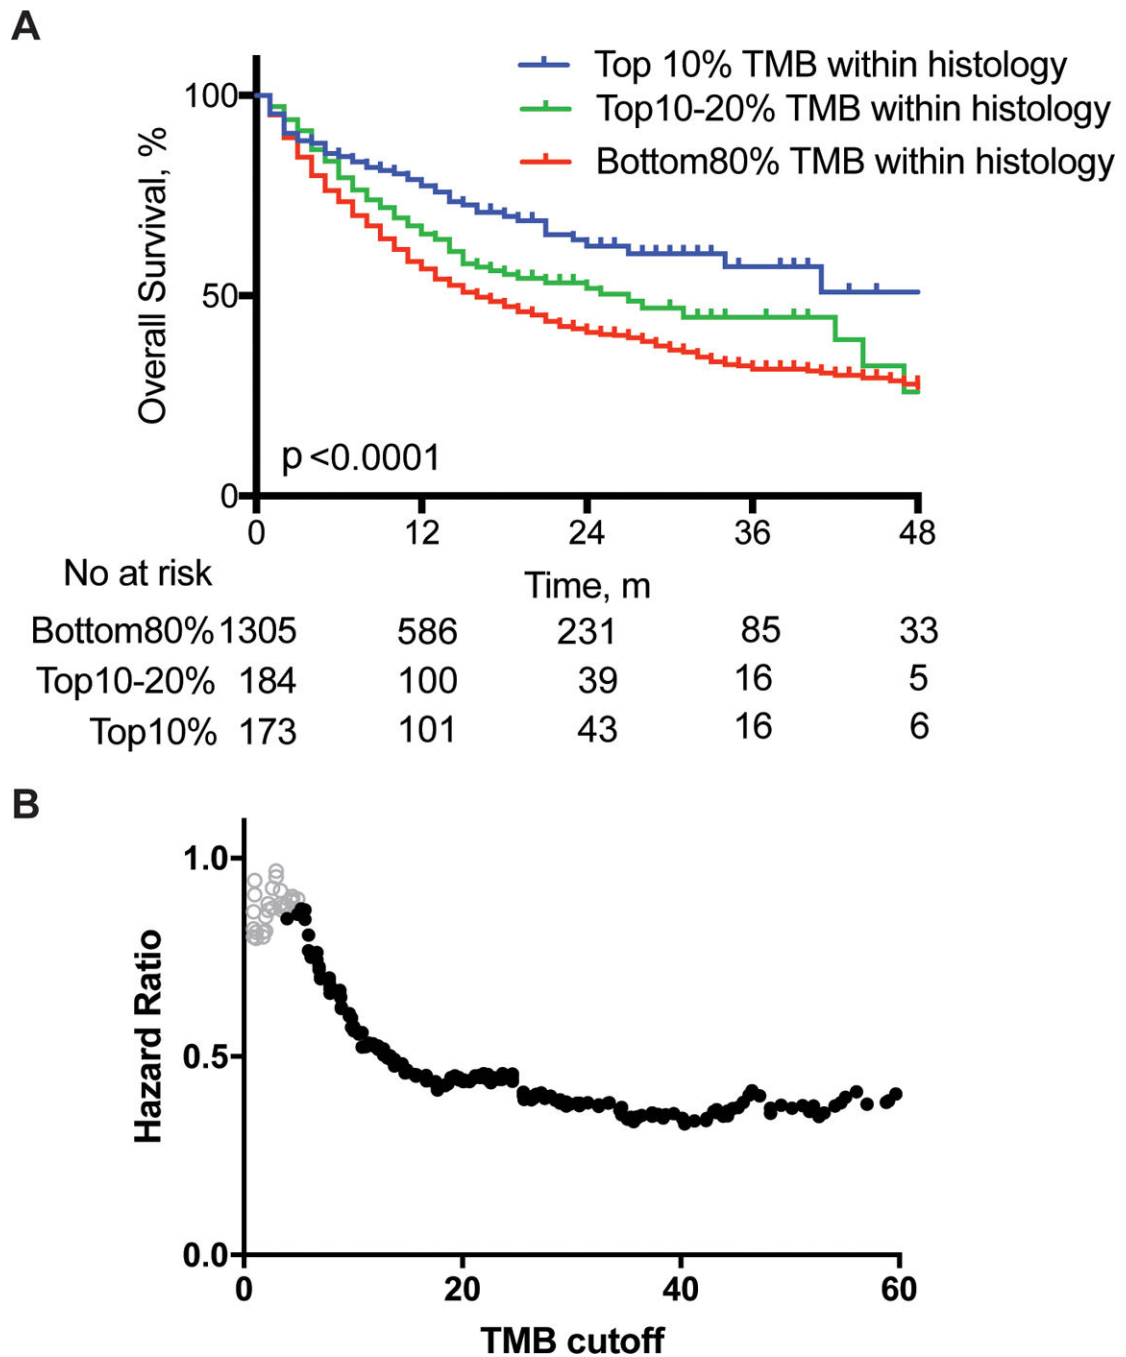 A
Top 10% TMB within histology
Top10-20% TMB within histology
Bottom80% TMB within histology
100
50
0
Overall Survival, %
p <0.0001
0 12 24 36 48
Time, m
No at risk
Bottom80% 1305 586 231 85 33
Top10-20% 184 100 39 16 5
Top10% 173 101 43 16 6
B
1.0
0.5
0.0
Hazard Ratio
0 20 40 60
TMB cutoff